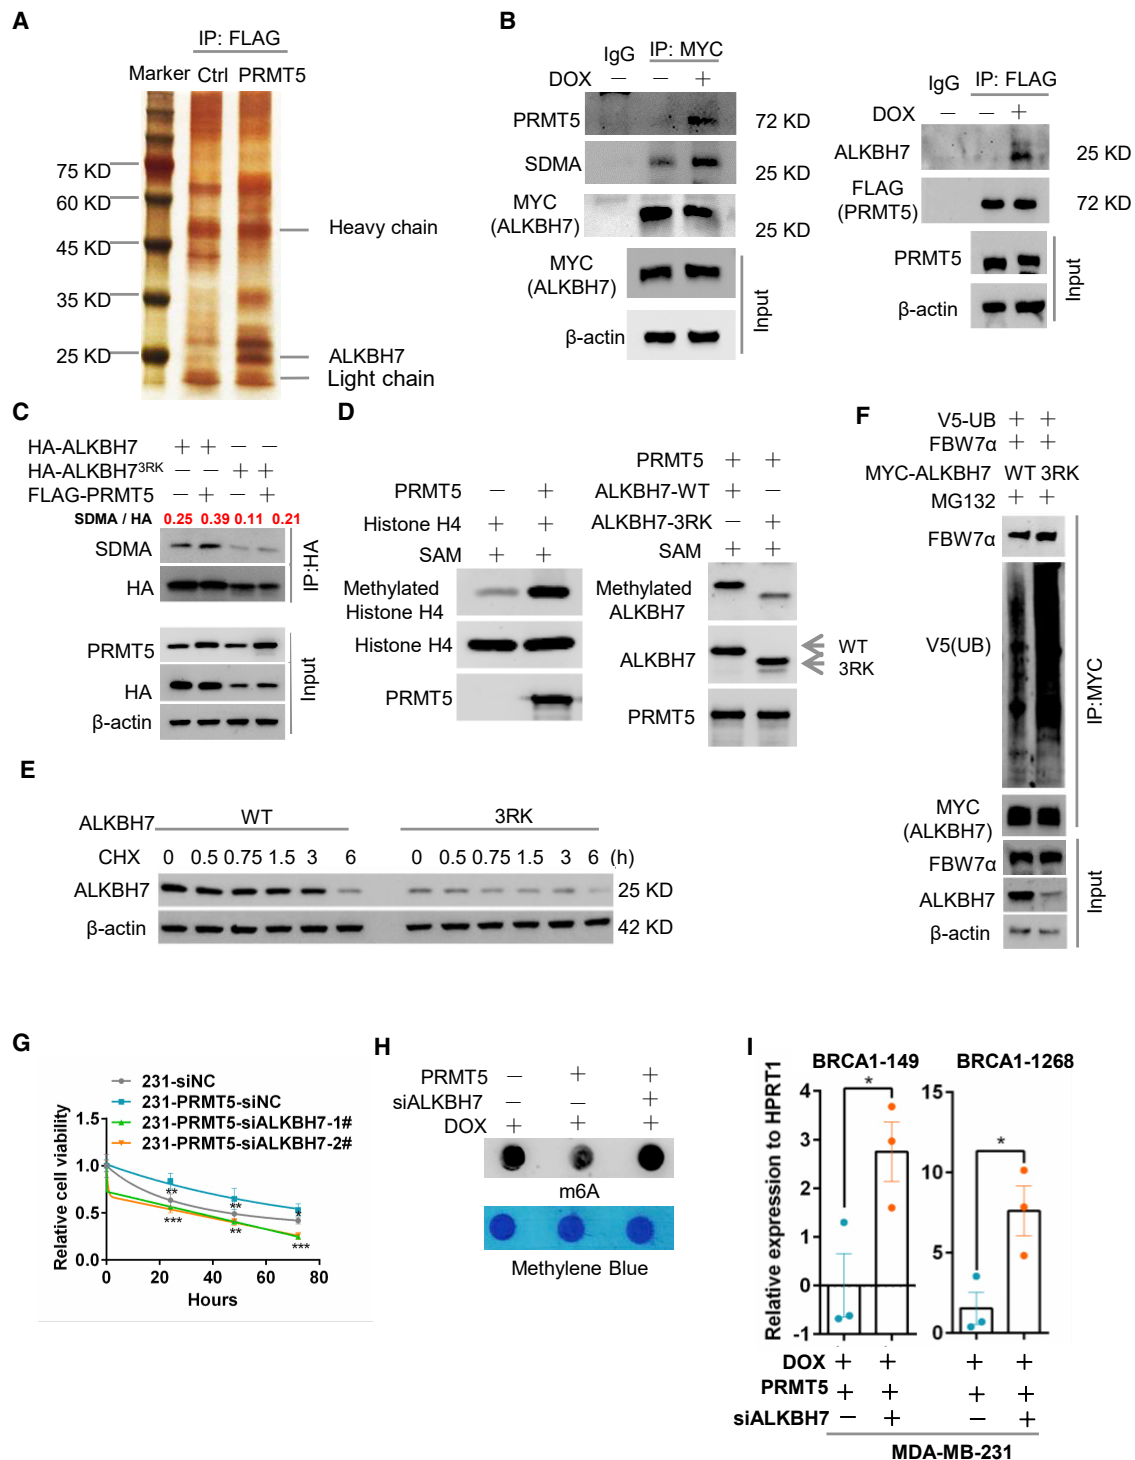 A
IP: FLAG
Marker Ctrl PRMT5
75 KD
60 KD
45 KD
35 KD
25 KD
Heavy chain
ALKBH7
Light chain
B
IgG IP: MYC
DOX — — +
PRMT5 72 KD
SDMA 25 KD
MYC
(ALKBH7) 25 KD
MYC
(ALKBH7)
β-actin
Input
IgG IP: FLAG
DOX — — +
ALKBH7 25 KD
FLAG
(PRMT5) 72 KD
PRMT5
β-actin
Input
C
HA-ALKBH7 + + — —
HA-ALKBH7³ᴿᴷ — — + +
FLAG-PRMT5 — + — +
SDMA / HA 0.25 0.39 0.11 0.21
SDMA
HA
IP:HA
PRMT5
HA
β-actin
Input
D
PRMT5 — +
Histone H4 + +
SAM + +
Methylated
Histone H4
Histone H4
PRMT5
PRMT5 + +
ALKBH7-WT + —
ALKBH7-3RK — +
SAM + +
Methylated
ALKBH7
ALKBH7
WT
3RK
PRMT5
E
ALKBH7 WT 3RK
CHX 0 0.5 0.75 1.5 3 6 0 0.5 0.75 1.5 3 6 (h)
ALKBH7 25 KD
β-actin 42 KD
F
V5-UB + +
FBW7α + +
MYC-ALKBH7 WT 3RK
MG132 + +
FBW7α
V5(UB)
MYC
(ALKBH7)
IP:MYC
FBW7α
ALKBH7
β-actin
Input
G
231-siNC
231-PRMT5-siNC
231-PRMT5-siALKBH7-1#
231-PRMT5-siALKBH7-2#
Relative cell viability
1.5
1.0
0.5
0.0
** ** *
*** ** ***
0 20 40 60 80
Hours
H
PRMT5 — + +
siALKBH7 — — +
DOX + + +
m6A
Methylene Blue
I
BRCA1-149 BRCA1-1268
Relative expression to HPRT1
4
3
2
1
0
-1
*
15
10
5
0
*
DOX + + + +
PRMT5 + + + +
siALKBH7 — + — +
MDA-MB-231